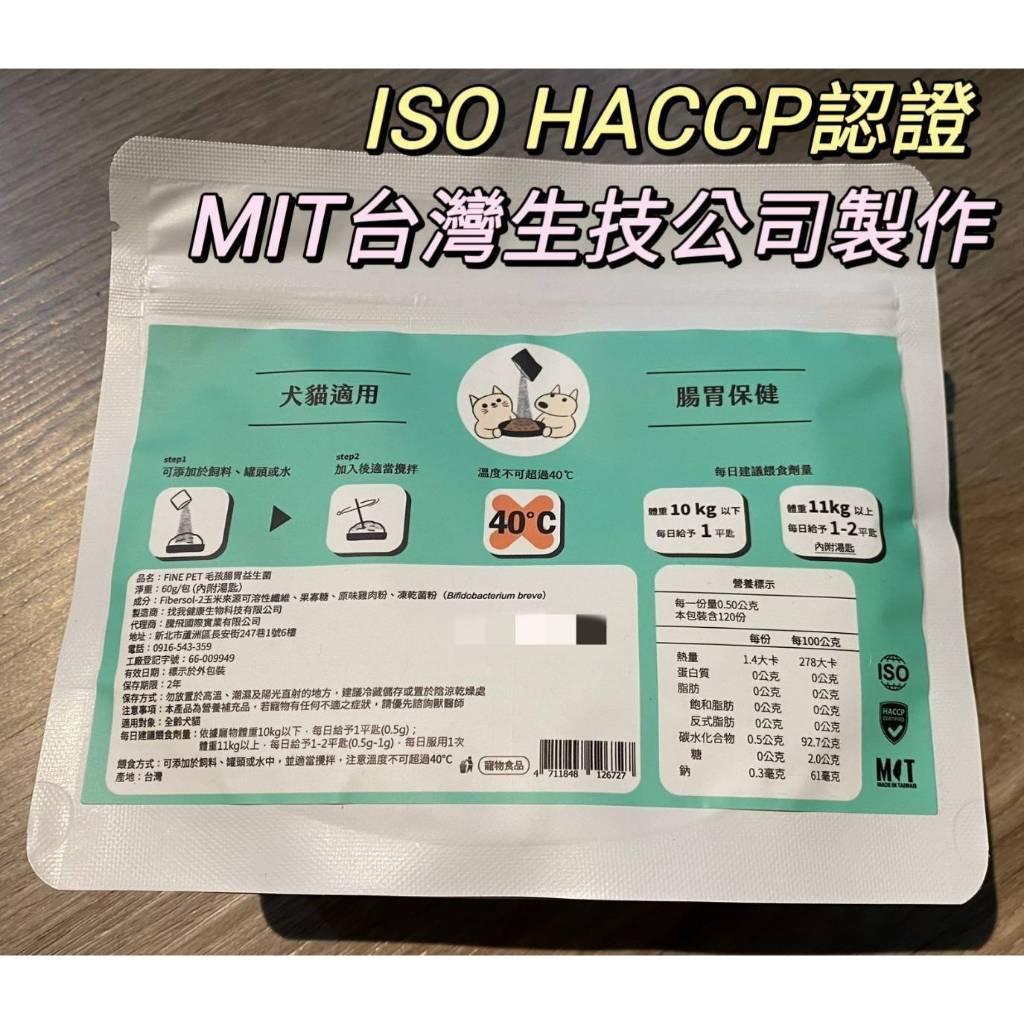 ISO HACCP認證
MIT台灣生技公司製作
犬貓適用
腸胃保健
step1
可添加於飼料、罐頭或水
step2
加入後適當攪拌
溫度不可超過40℃
40°C
每日建議餵食劑量
體重 10 kg 以下
每日給予 1 平匙
體重 11kg 以上
每日給予 1-2 平匙
內附湯匙
品名：FINE PET 毛孩腸胃益生菌
淨重：60g/包 (內附湯匙)
成分：Fibersol-2玉米來源可溶性纖維、果寡糖、原味雞肉粉、凍乾菌粉（Bifidobacterium breve）
製造商：找我健康生物科技有限公司
代理商：騰飛國際實業有限公司
地址：新北市蘆洲區長安街247巷1號6樓
電話：0916-543-359
工廠登記字號：66-009949
有效日期：標示於外包裝
保存期限：2年
保存方式：勿放置於高溫、潮濕及陽光直射的地方，建議冷藏儲存或置於陰涼乾燥處
注意事項：本產品為營養補充品，若寵物有任何不適之症狀，請優先諮詢獸醫師
適用對象：全齡犬貓
每日建議餵食劑量：依據寵物體重10kg以下，每日給予1平匙(0.5g)；
體重11kg以上，每日給予1-2平匙(0.5g-1g)，每日服用1次
餵食方式：可添加於飼料、罐頭或水中，並適當攪拌，注意溫度不可超過40°C
產地：台灣
寵物食品
4 711848 126727
營養標示
每一份量0.50公克
本包裝含120份
每份 每100公克
熱量 1.4大卡 278大卡
蛋白質 0公克 0公克
脂肪 0公克 0公克
飽和脂肪 0公克 0公克
反式脂肪 0公克 0公克
碳水化合物 0.5公克 92.7公克
糖 0公克 2.0公克
鈉 0.3毫克 61毫克
ISO
HACCP
CERTIFIED
MIT
MADE IN TAIWAN